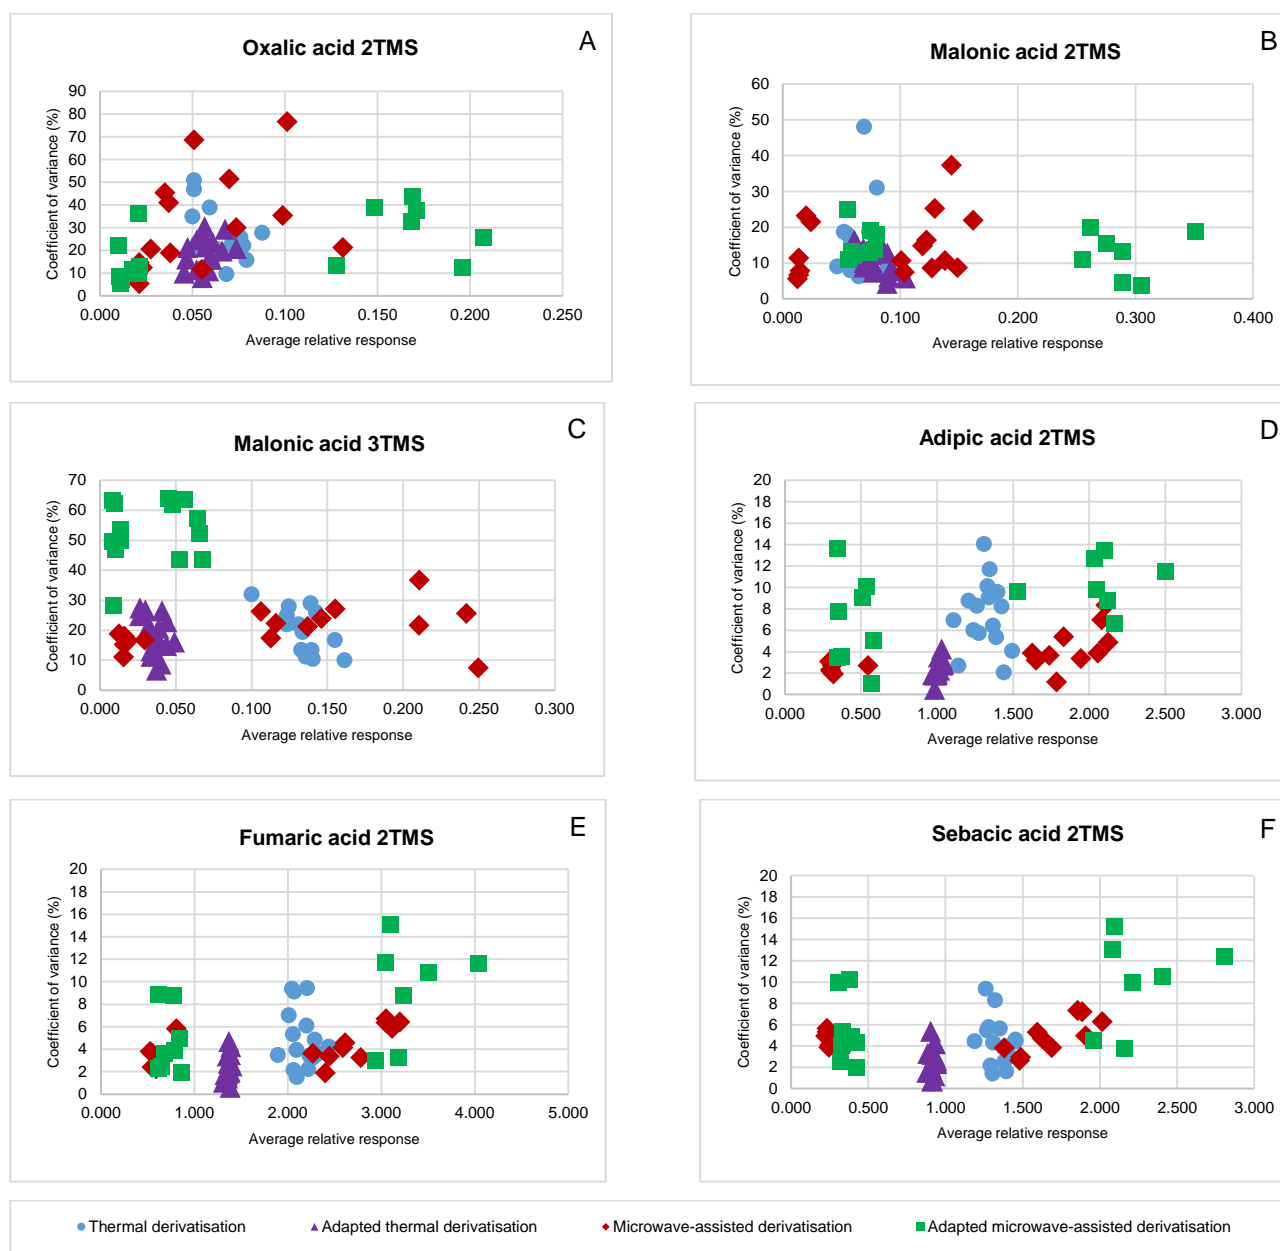 Oxalic acid 2TMS
A
Coefficient of variance (%)
90
80
70
60
50
40
30
20
10
0
0.000 0.050 0.100 0.150 0.200 0.250
Average relative response
Malonic acid 2TMS
B
Coefficient of variance (%)
60
50
40
30
20
10
0
0.000 0.100 0.200 0.300 0.400
Average relative response
Malonic acid 3TMS
C
Coefficient of variance (%)
70
60
50
40
30
20
10
0
0.000 0.050 0.100 0.150 0.200 0.250 0.300
Average relative response
Adipic acid 2TMS
D
Coefficient of variance (%)
20
18
16
14
12
10
8
6
4
2
0
0.000 0.500 1.000 1.500 2.000 2.500 3.000
Average relative response
Fumaric acid 2TMS
E
Coefficient of variance (%)
20
18
16
14
12
10
8
6
4
2
0
0.000 1.000 2.000 3.000 4.000 5.000
Average relative response
Sebacic acid 2TMS
F
Coefficient of variance (%)
20
18
16
14
12
10
8
6
4
2
0
0.000 0.500 1.000 1.500 2.000 2.500 3.000
Average relative response
Thermal derivatisation Adapted thermal derivatisation Microwave-assisted derivatisation Adapted microwave-assisted derivatisation